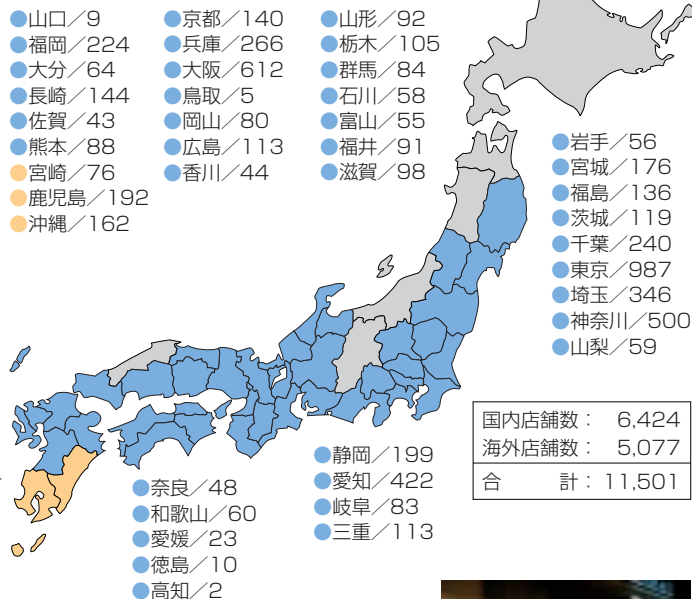 ●山口／9
●福岡／224
●大分／64
●長崎／144
●佐賀／43
●熊本／88
●宮崎／76
●鹿児島／192
●沖縄／162
●京都／140
●兵庫／266
●大阪／612
●鳥取／5
●岡山／80
●広島／113
●香川／44
●山形／92
●栃木／105
●群馬／84
●石川／58
●富山／55
●福井／91
●滋賀／98
●岩手／56
●宮城／176
●福島／136
●茨城／119
●千葉／240
●東京／987
●埼玉／346
●神奈川／500
●山梨／59
国内店舗数： 6,424
海外店舗数： 5,077
合　　計： 11,501
●静岡／199
●愛知／422
●岐阜／83
●三重／113
●奈良／48
●和歌山／60
●愛媛／23
●徳島／10
●高知／2